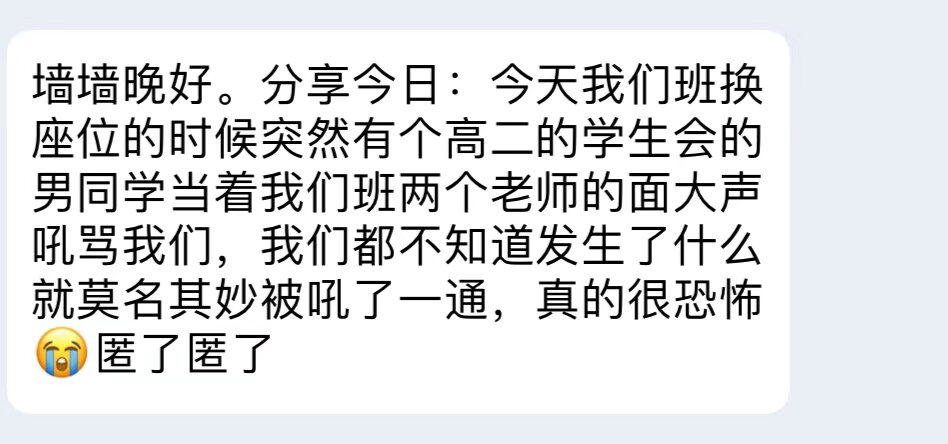 墙墙晚好。分享今日：今天我们班换
座位的时候突然有个高二的学生会的
男同学当着我们班两个老师的面大声
吼骂我们，我们都不知道发生了什么
就莫名其妙被吼了一通，真的很恐怖
😭匿了匿了